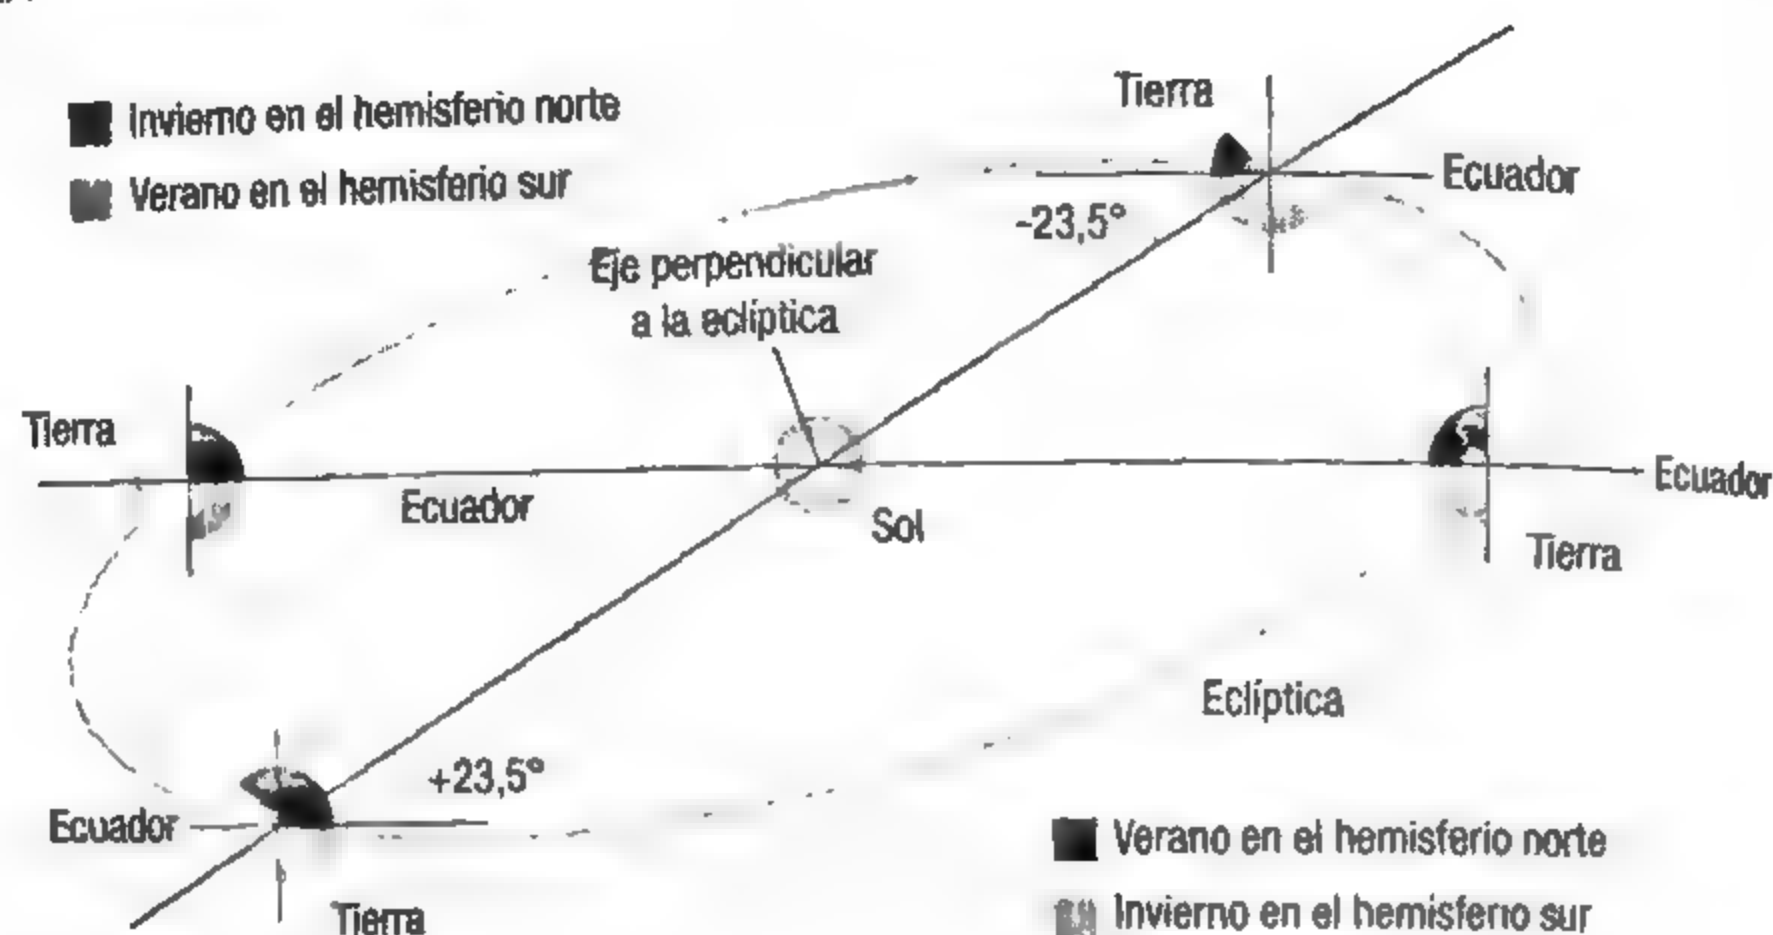 Invierno en el hemisferio norte
Verano en el hemisferio sur
Tierra
Ecuador
-23,5°
Eje perpendicular
a la eclíptica
Tierra
Ecuador
Sol
Ecuador
Tierra
Eclíptica
+23,5°
Ecuador
Tierra
Verano en el hemisferio norte
Invierno en el hemisferio sur